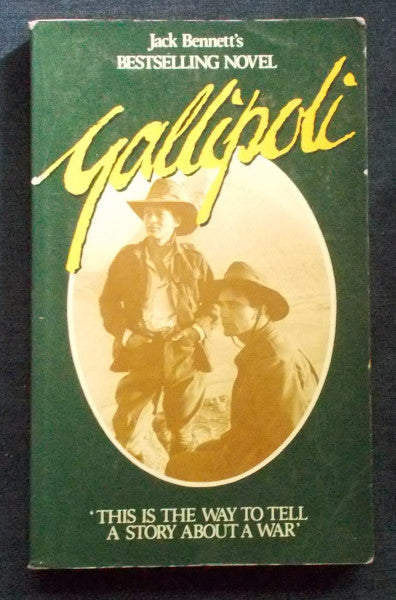 Jack Bennett's
BESTSELLING NOVEL
Gallipoli
'THIS IS THE WAY TO TELL
A STORY ABOUT A WAR'